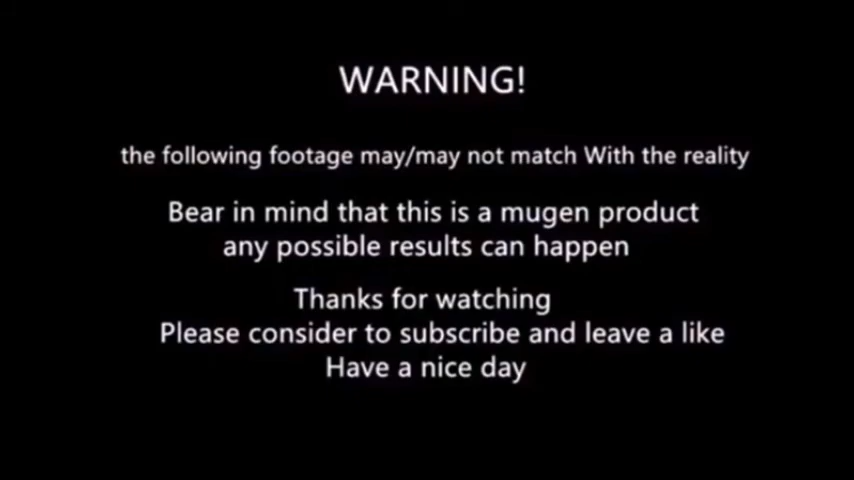 WARNING!
the following footage may/may not match With the reality
Bear in mind that this is a mugen product
any possible results can happen
Thanks for watching
Please consider to subscribe and leave a like
Have a nice day